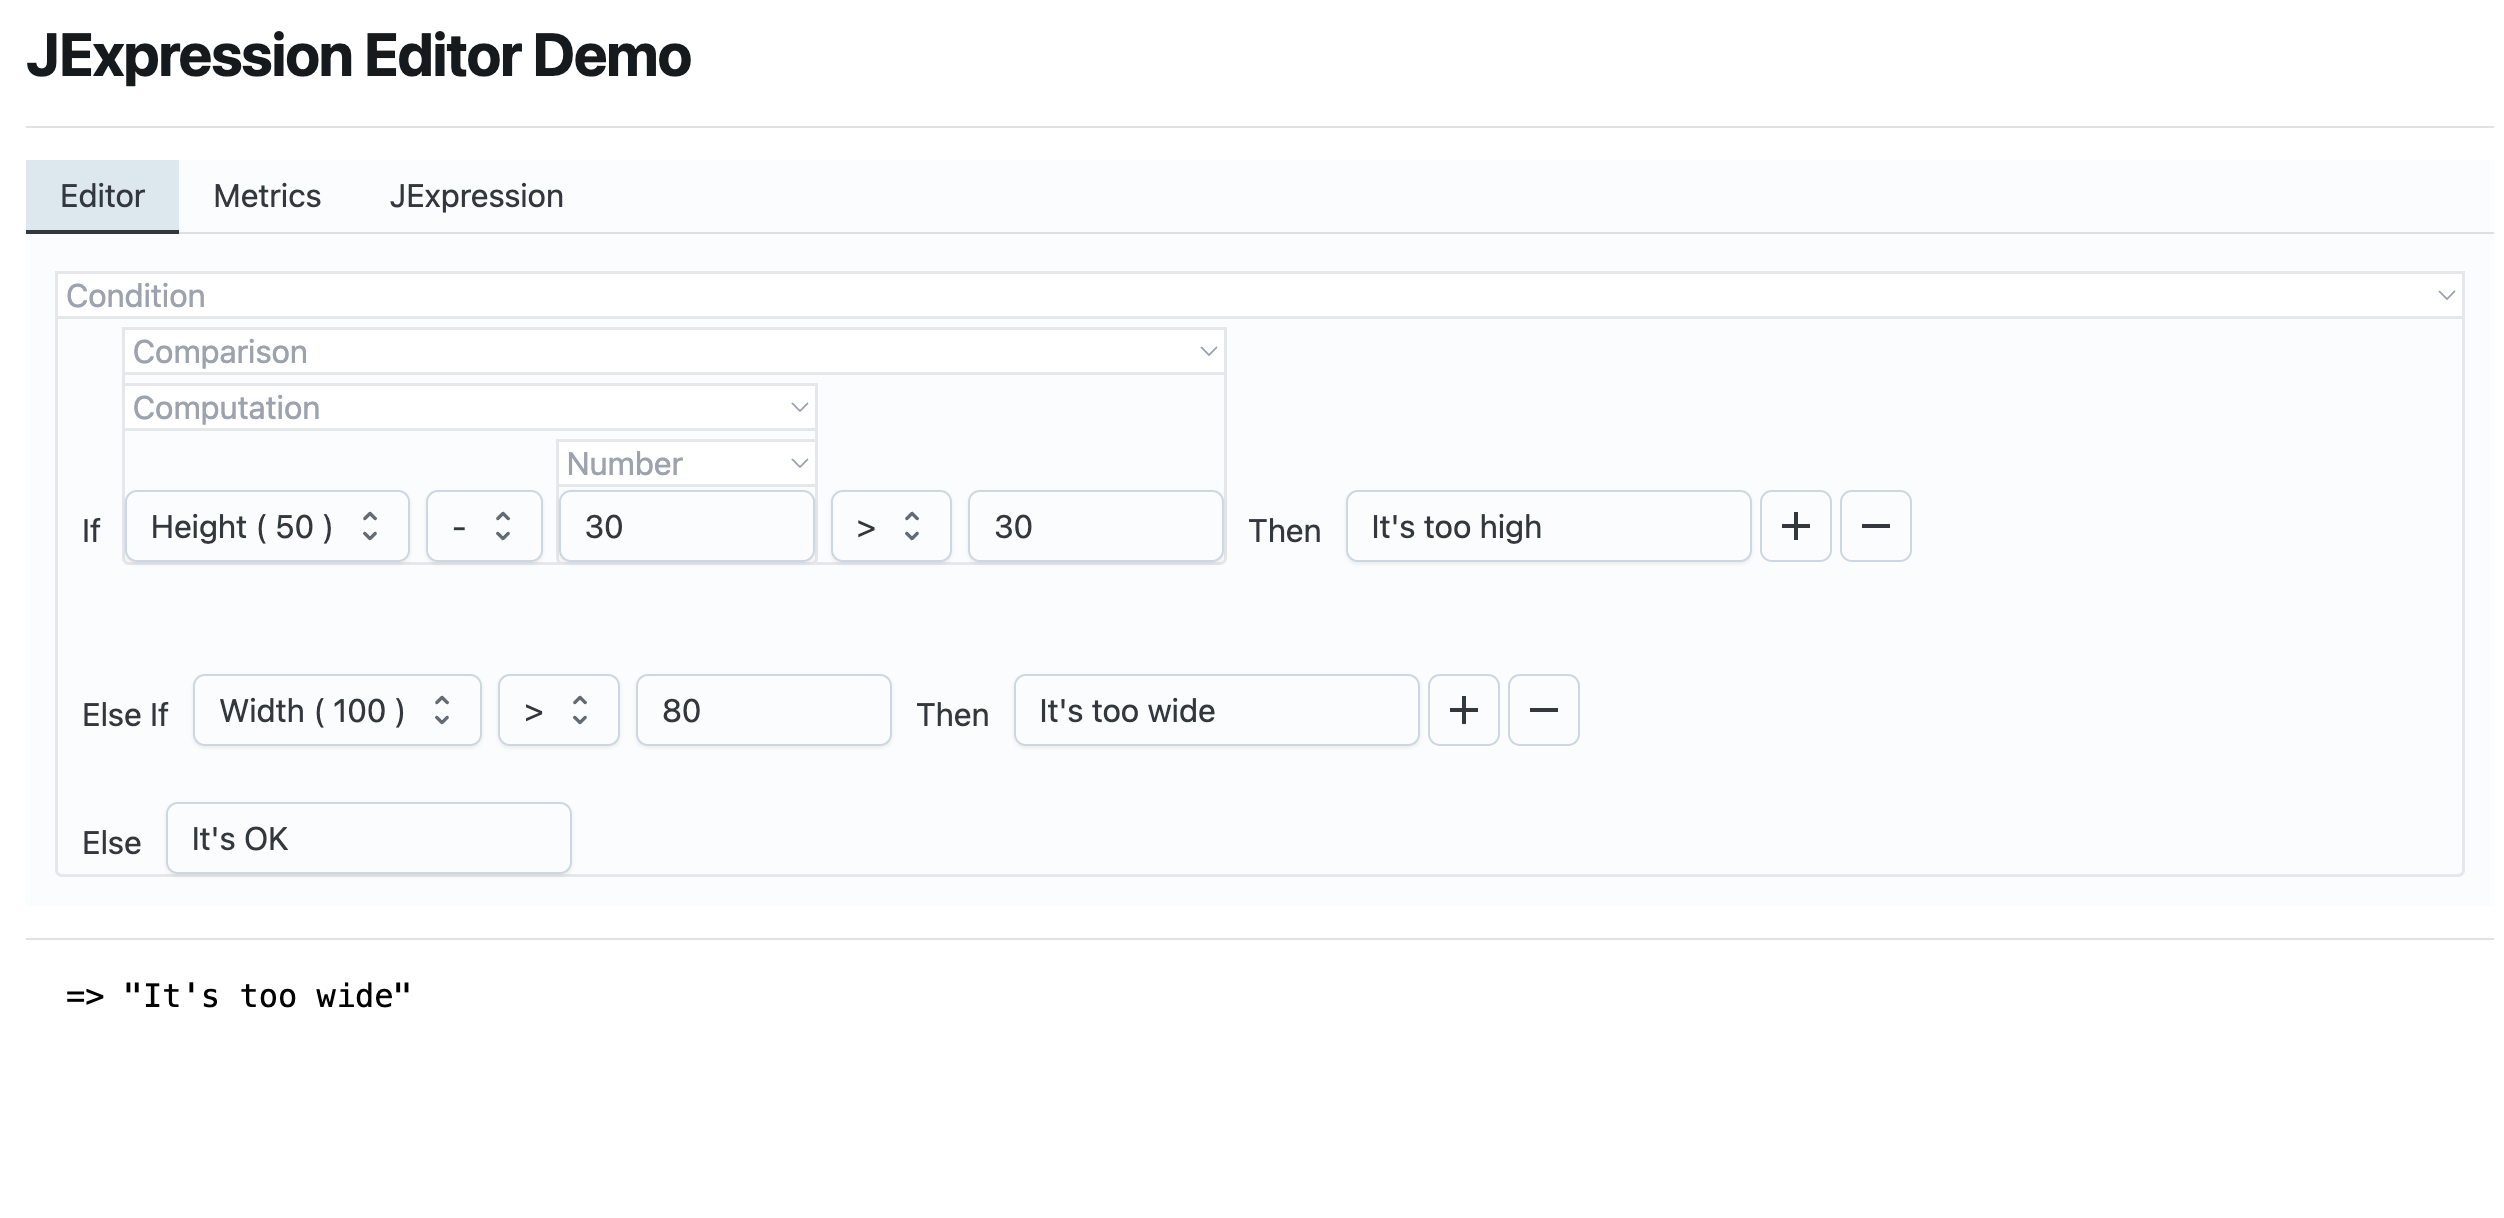 JExpression Editor Demo
Editor Metrics JExpression
Condition
Comparison
Computation
Number
If Height ( 50 ) - 30 > 30 Then It's too high + −
Else If Width ( 100 ) > 80 Then It's too wide + −
Else It's OK
=> "It's too wide"